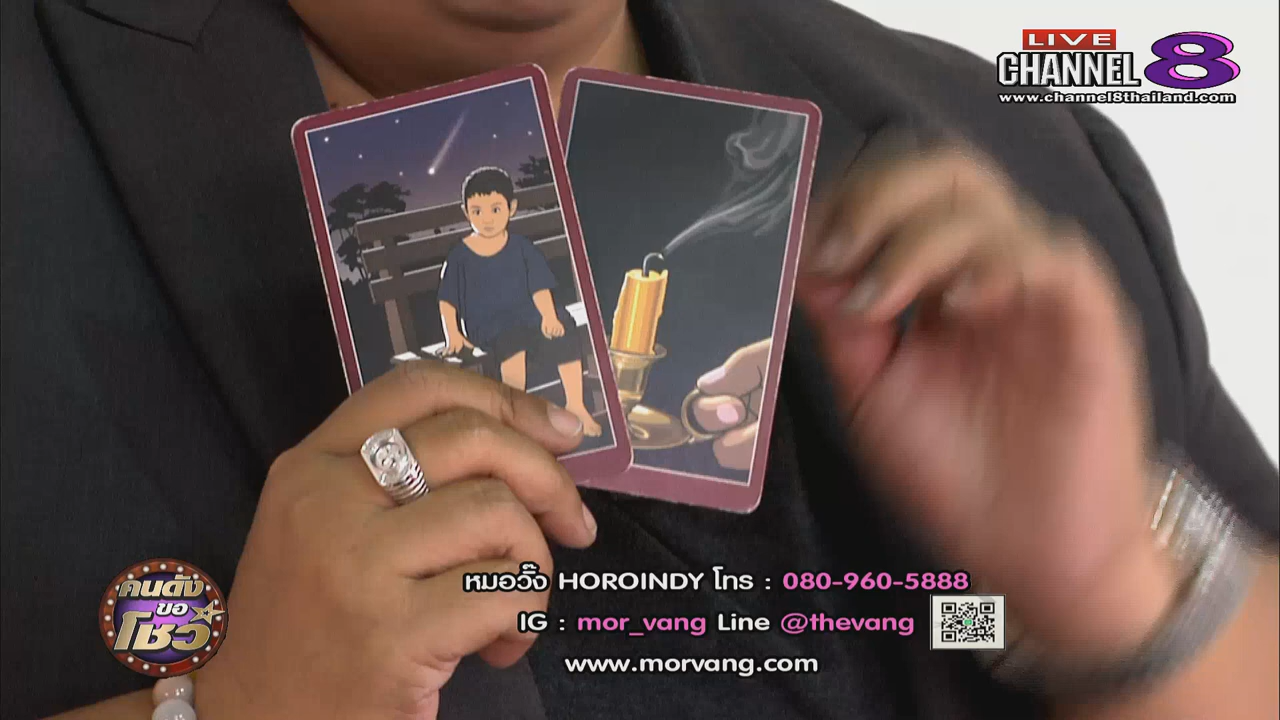 LIVE
CHANNEL 8
www.channel8thailand.com
คนดัง
ขอ
โชว์
หมอวั๊ง HOROINDY โทร : 080-960-5888
IG : mor_vang Line @thevang
www.morvang.com